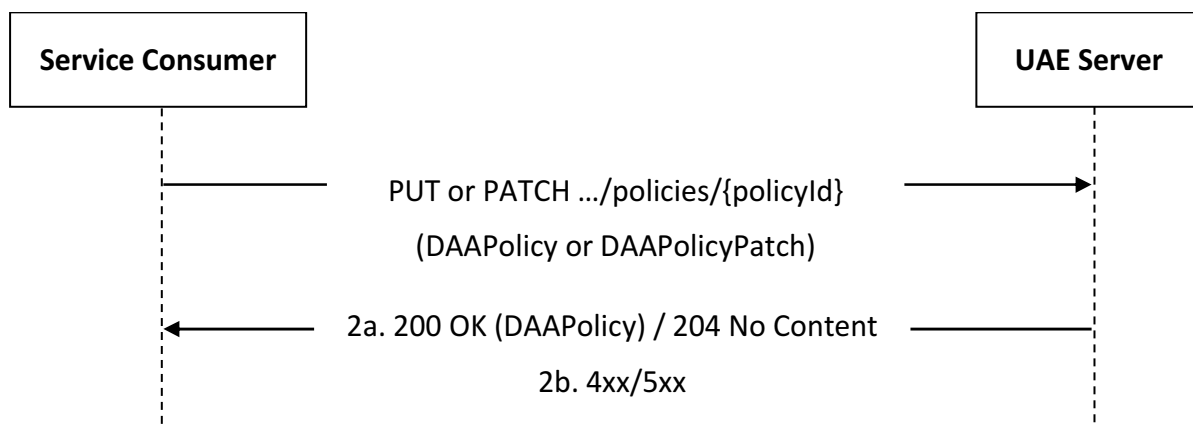 Service Consumer
UAE Server
PUT or PATCH …/policies/{policyId}
(DAAPolicy or DAAPolicyPatch)
2a. 200 OK (DAAPolicy) / 204 No Content
2b. 4xx/5xx